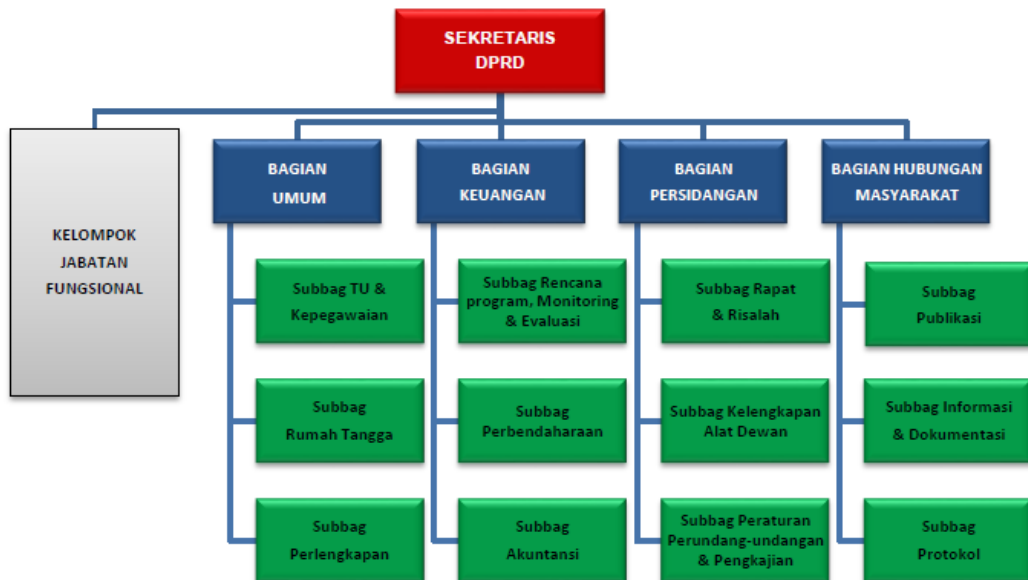 SEKRETARIS
DPRD
KELOMPOK
JABATAN
FUNGSIONAL
BAGIAN
UMUM
BAGIAN
KEUANGAN
BAGIAN
PERSIDANGAN
BAGIAN HUBUNGAN
MASYARAKAT
Subbag TU &
Kepegawaian
Subbag Rencana
program, Monitoring
& Evaluasi
Subbag Rapat
& Risalah
Subbag
Publikasi
Subbag
Rumah Tangga
Subbag
Perbendaharaan
Subbag Kelengkapan
Alat Dewan
Subbag Informasi
& Dokumentasi
Subbag
Perlengkapan
Subbag
Akuntansi
Subbag Peraturan
Perundang-undangan
& Pengkajian
Subbag
Protokol